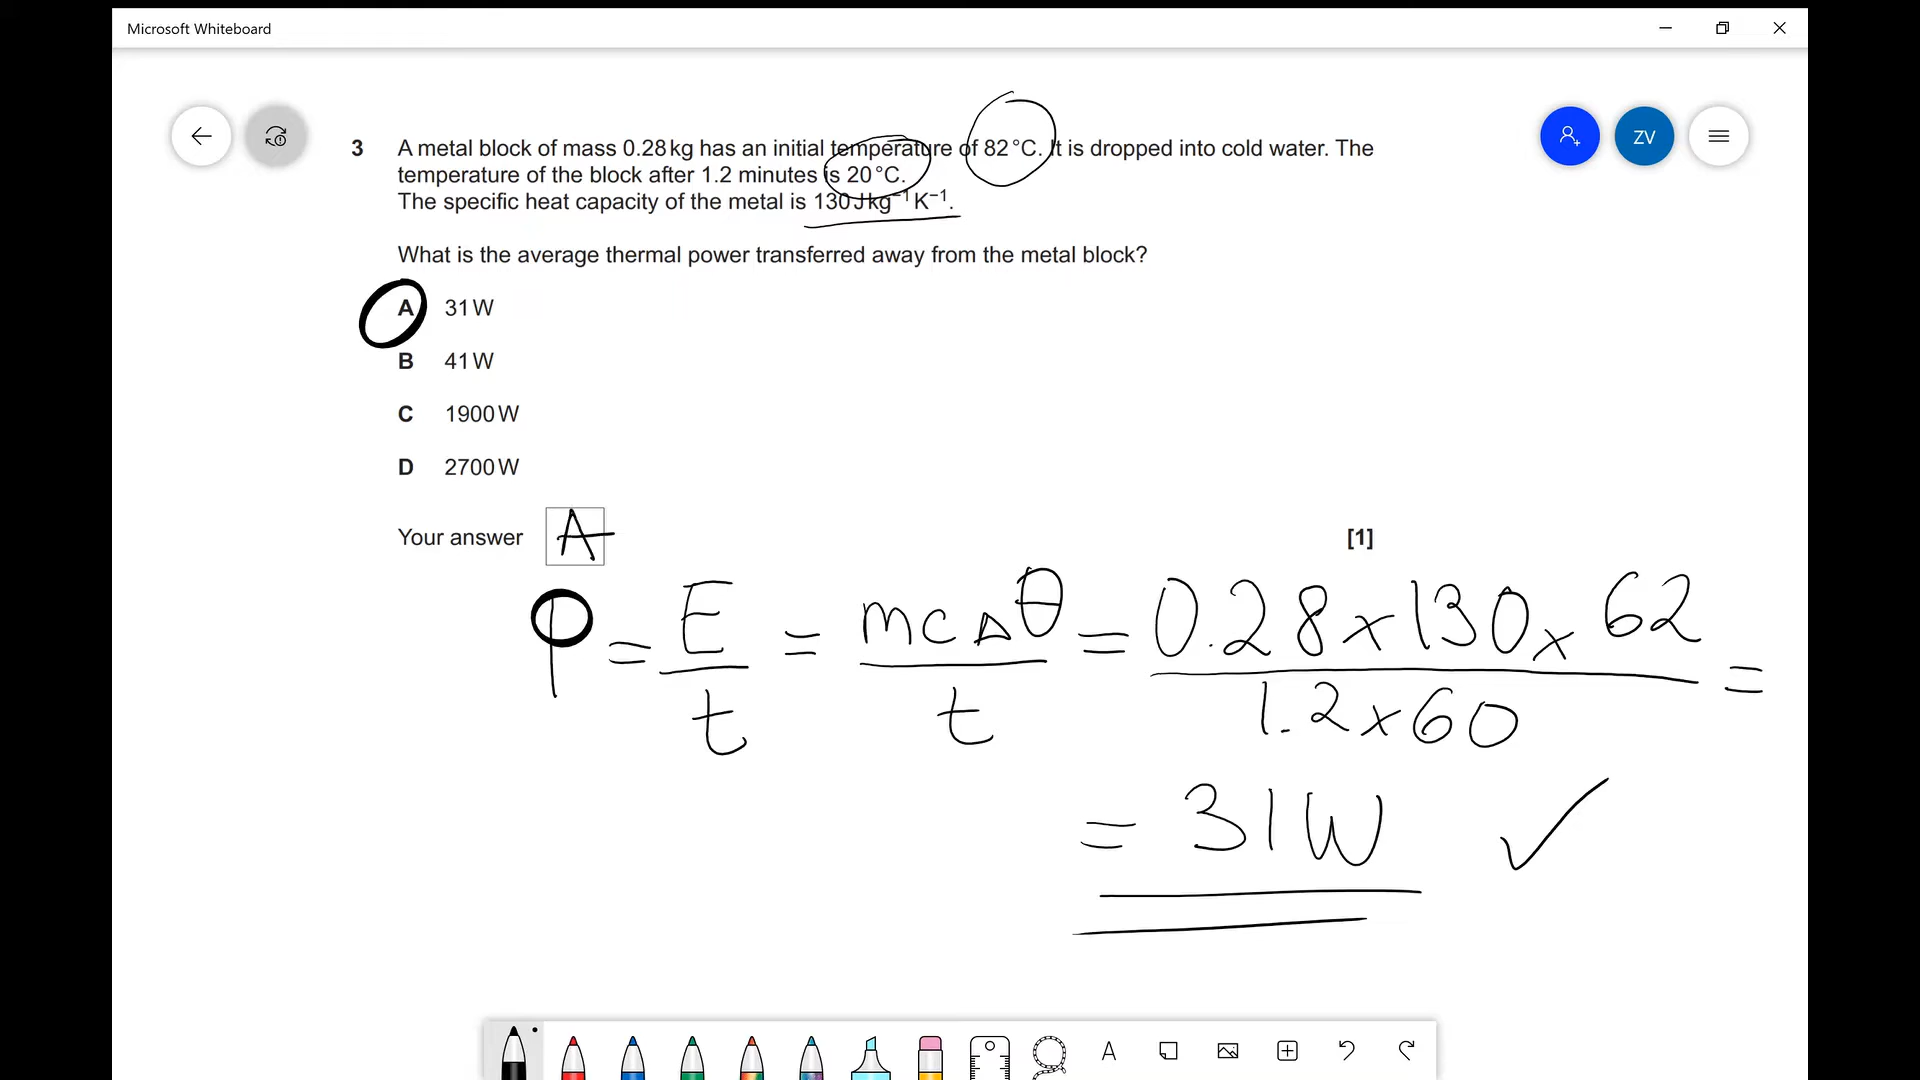 Microsoft Whiteboard
ZV
3 A metal block of mass 0.28 kg has an initial temperature of 82 °C. It is dropped into cold water. The
temperature of the block after 1.2 minutes is 20 °C.
The specific heat capacity of the metal is 130 J kg⁻¹ K⁻¹.
What is the average thermal power transferred away from the metal block?
A 31 W
B 41 W
C 1900 W
D 2700 W
Your answer A [1]
P = E/t = mcΔθ/t = 0.28 x 130 x 62 / 1.2 x 60 =
= 31 W ✓
A